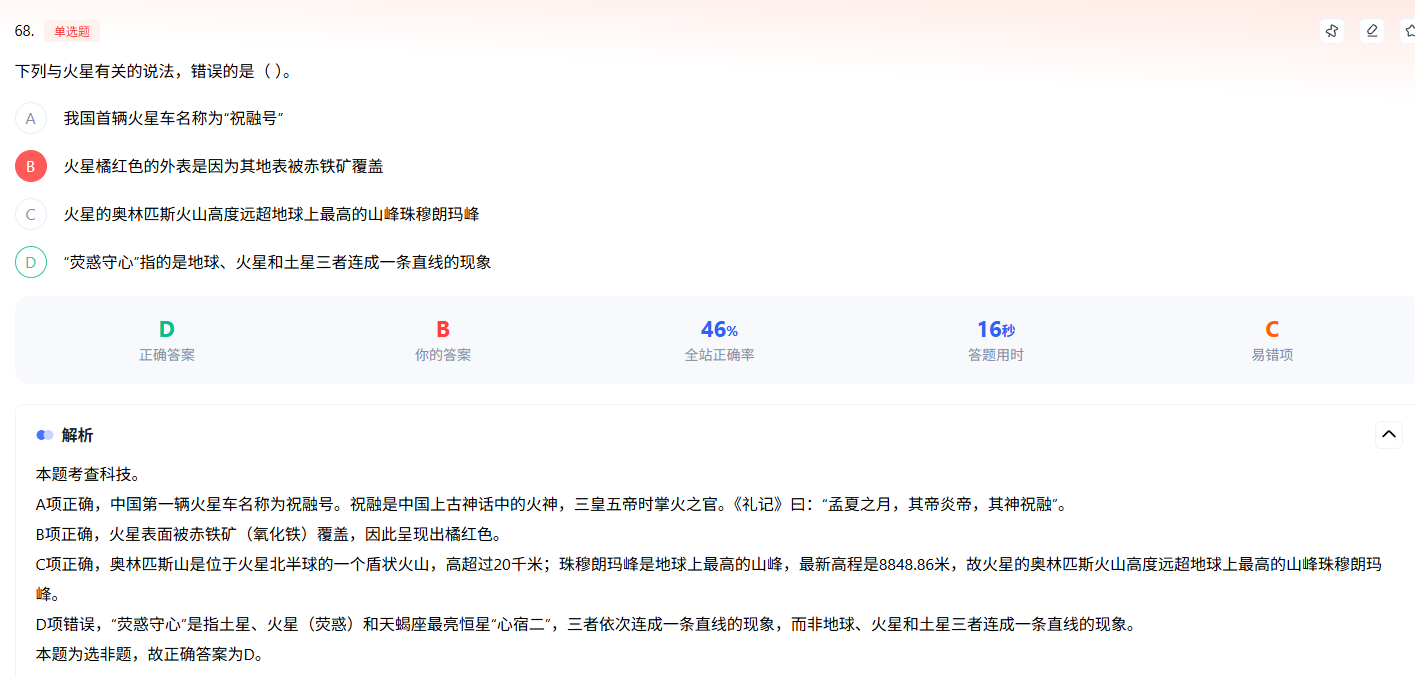 68. 单选题
下列与火星有关的说法，错误的是（ ）。
A 我国首辆火星车名称为“祝融号”
B 火星橘红色的外表是因为其地表被赤铁矿覆盖
C 火星的奥林匹斯火山高度远超地球上最高的山峰珠穆朗玛峰
D “荧惑守心”指的是地球、火星和土星三者连成一条直线的现象
D B 46% 16秒 C
正确答案 你的答案 全站正确率 答题用时 易错项
解析
本题考查科技。
A项正确，中国第一辆火星车名称为祝融号。祝融是中国上古神话中的火神，三皇五帝时掌火之官。《礼记》曰：“孟夏之月，其帝炎帝，其神祝融”。
B项正确，火星表面被赤铁矿（氧化铁）覆盖，因此呈现出橘红色。
C项正确，奥林匹斯山是位于火星北半球的一个盾状火山，高超过20千米；珠穆朗玛峰是地球上最高的山峰，最新高程是8848.86米，故火星的奥林匹斯火山高度远超地球上最高的山峰珠穆朗玛
峰。
D项错误，“荧惑守心”是指土星、火星（荧惑）和天蝎座最亮恒星“心宿二”，三者依次连成一条直线的现象，而非地球、火星和土星三者连成一条直线的现象。
本题为选非题，故正确答案为D。